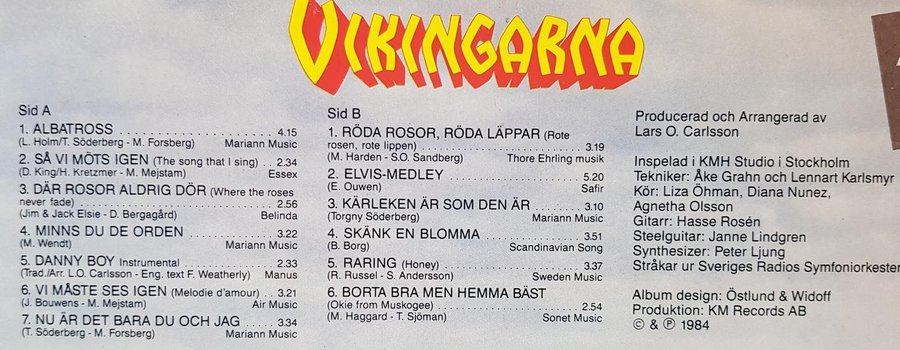 VIKINGARNA
Sid A
1. ALBATROSS . . . . . . . . . . . . . . . . . . . . . . . 4.15
(L. Holm/T. Söderberg - M. Forsberg) Mariann Music
2. SÅ VI MÖTS IGEN (The song that I sing) . . 2.34
(D. King/H. Kretzmer - M. Mejstam) Essex
3. DÄR ROSOR ALDRIG DÖR (Where the roses
never fade) . . . . . . . . . . . . . . . . . . . . . . . . . 2.56
(Jim & Jack Elsie - D. Bergagård) Belinda
4. MINNS DU DE ORDEN . . . . . . . . . . . . . 3.22
(M. Wendt) Mariann Music
5. DANNY BOY Instrumental . . . . . . . . . . . . 2.33
(Trad./Arr. L.O. Carlsson - Eng. text F. Weatherly) Manus
6. VI MÅSTE SES IGEN (Melodie d'amour) . . 3.21
(J. Bouwens - M. Mejstam) Air Music
7. NU ÄR DET BARA DU OCH JAG . . . . . . 3.34
(T. Söderberg - M. Forsberg) Mariann Music
Sid B
1. RÖDA ROSOR, RÖDA LÄPPAR (Rote
rosen, rote lippen) . . . . . . . . . . . . . . . . . . . . 3.19
(M. Harden - S.O. Sandberg) Thore Ehrling musik
2. ELVIS-MEDLEY . . . . . . . . . . . . . . . . . . . 5.20
(E. Ouwen) Safir
3. KÄRLEKEN ÄR SOM DEN ÄR . . . . . . . . 3.10
(Torgny Söderberg) Mariann Music
4. SKÄNK EN BLOMMA . . . . . . . . . . . . . . 3.51
(B. Borg) Scandinavian Song
5. RARING (Honey) . . . . . . . . . . . . . . . . . . . 3.37
(R. Russel - S. Andersson) Sweden Music
6. BORTA BRA MEN HEMMA BÄST
(Okie from Muskogee) . . . . . . . . . . . . . . . . . 2.54
(M. Haggard - T. Sjöman) Sonet Music
Producerad och Arrangerad av
Lars O. Carlsson
Inspelad i KMH Studio i Stockholm
Tekniker: Åke Grahn och Lennart Karlsmyr
Kör: Liza Öhman, Diana Nunez,
Agnetha Olsson
Gitarr: Hasse Rosén
Steelguitar: Janne Lindgren
Synthesizer: Peter Ljung
Stråkar ur Sveriges Radios Symfoniorkester
Album design: Östlund & Widoff
Produktion: KM Records AB
© & ℗ 1984